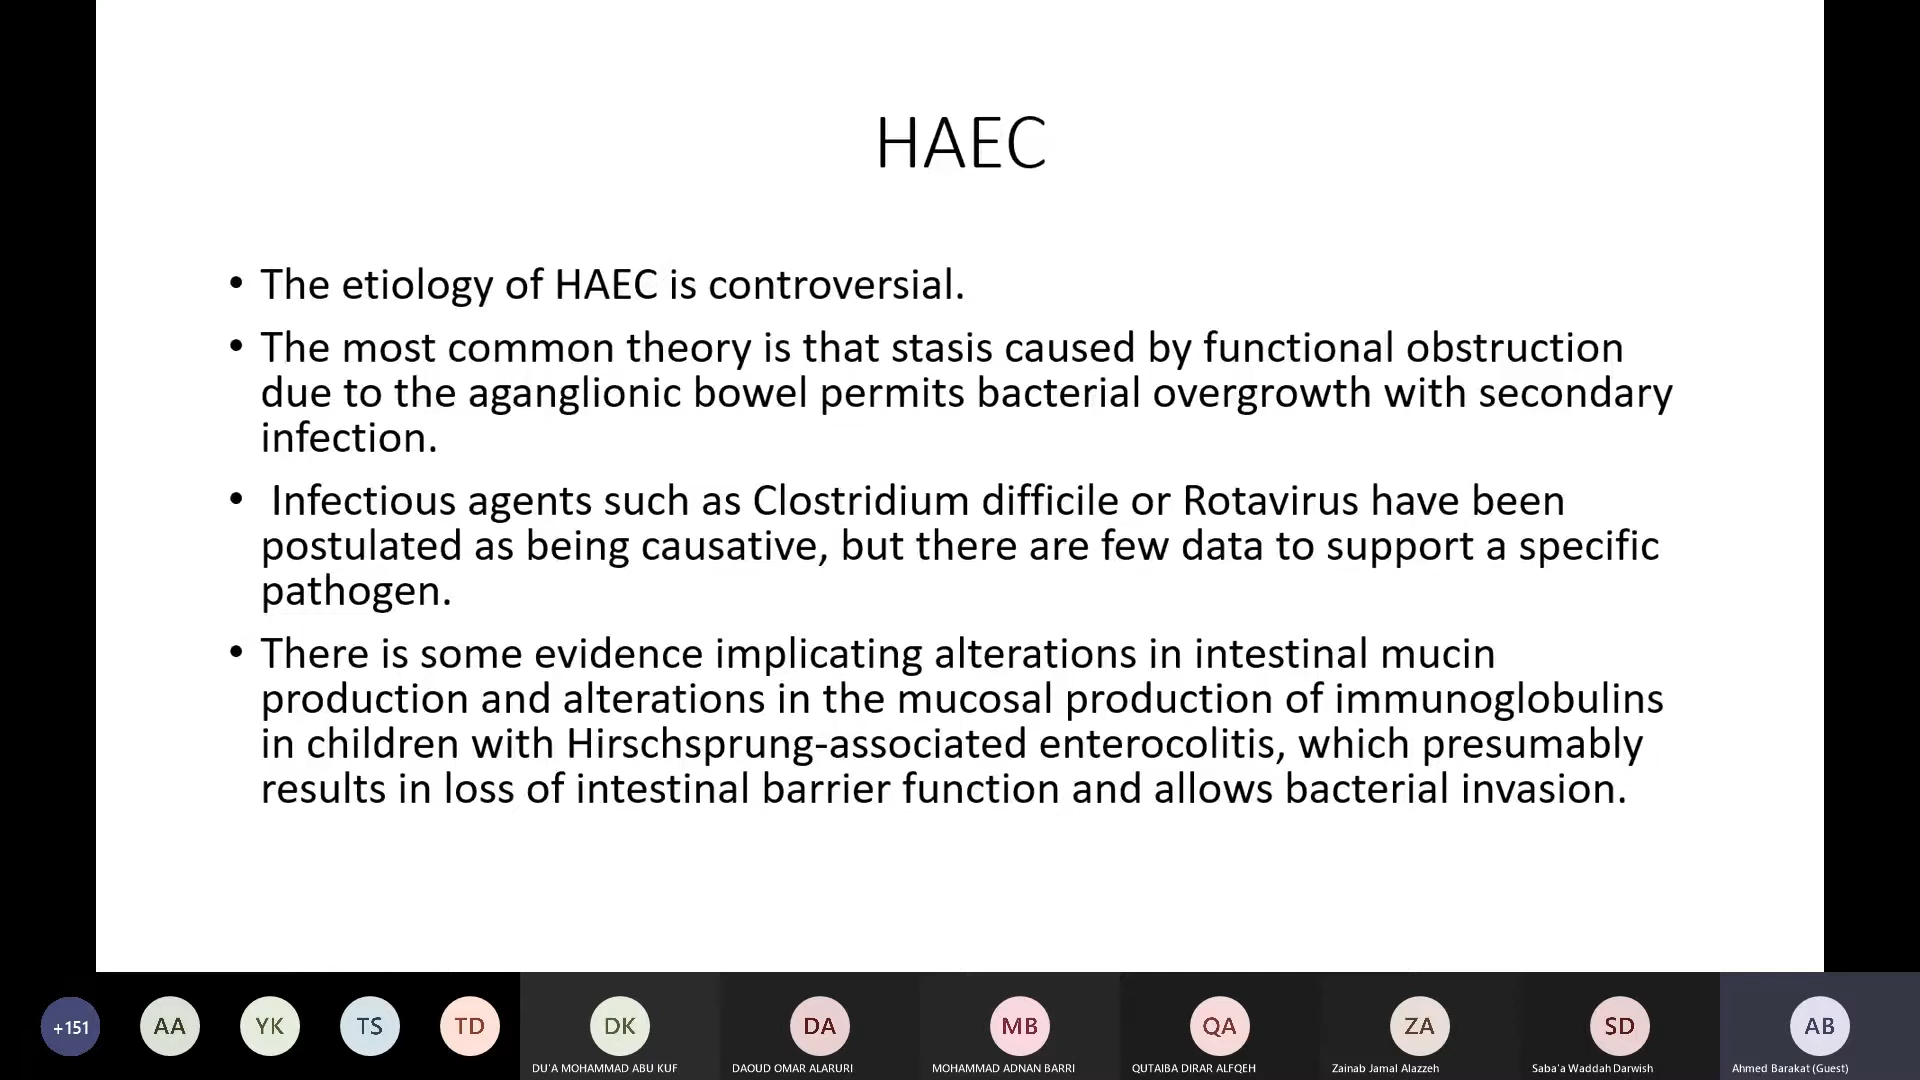 HAEC
• The etiology of HAEC is controversial.
• The most common theory is that stasis caused by functional obstruction
due to the aganglionic bowel permits bacterial overgrowth with secondary
infection.
• Infectious agents such as Clostridium difficile or Rotavirus have been
postulated as being causative, but there are few data to support a specific
pathogen.
• There is some evidence implicating alterations in intestinal mucin
production and alterations in the mucosal production of immunoglobulins
in children with Hirschsprung-associated enterocolitis, which presumably
results in loss of intestinal barrier function and allows bacterial invasion.
+151 AA YK TS TD DK DA MB QA ZA SD AB
DU'A MOHAMMAD ABU KUF DAOUD OMAR ALARURI MOHAMMAD ADNAN BARRI QUTAIBA DIRAR ALFQEH Zainab Jamal Alazzeh Saba'a Waddah Darwish Ahmed Barakat (Guest)